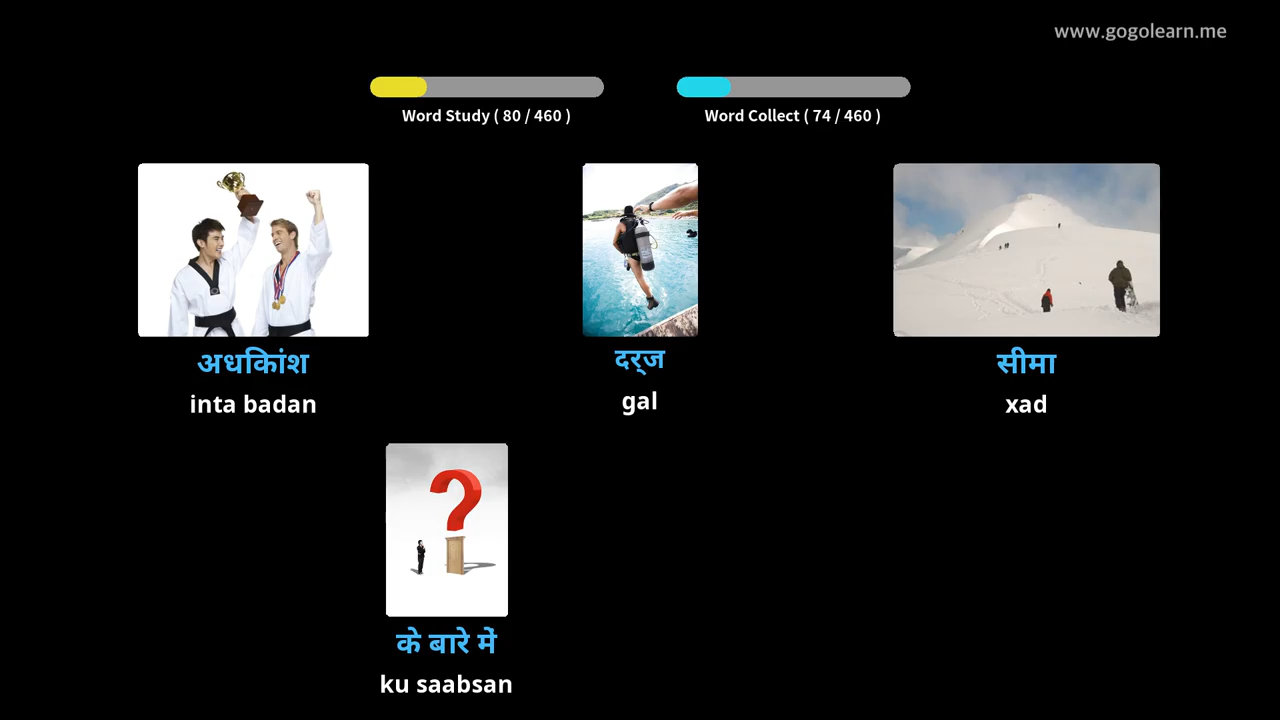 www.gogolearn.me
Word Study ( 80 / 460 )
Word Collect ( 74 / 460 )
अधिकांश
inta badan
दर्ज
gal
सीमा
xad
के बारे में
ku saabsan